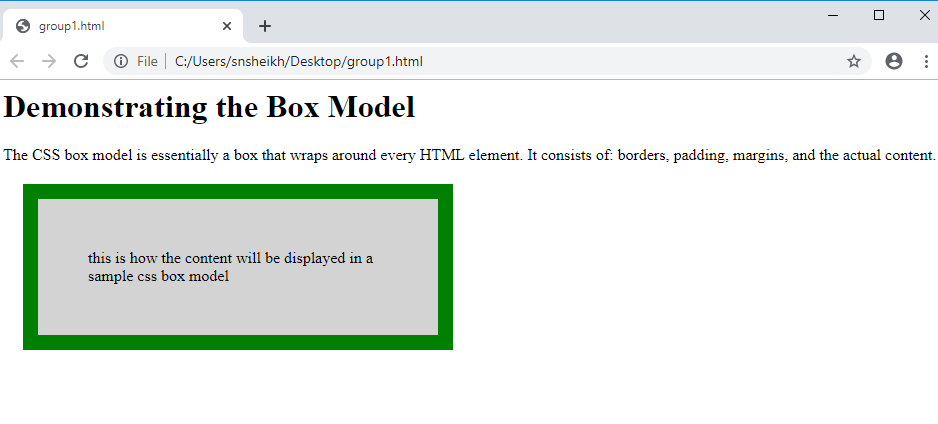 group1.html
File | C:/Users/snsheikh/Desktop/group1.html
Demonstrating the Box Model
The CSS box model is essentially a box that wraps around every HTML element. It consists of: borders, padding, margins, and the actual content.
this is how the content will be displayed in a
sample css box model